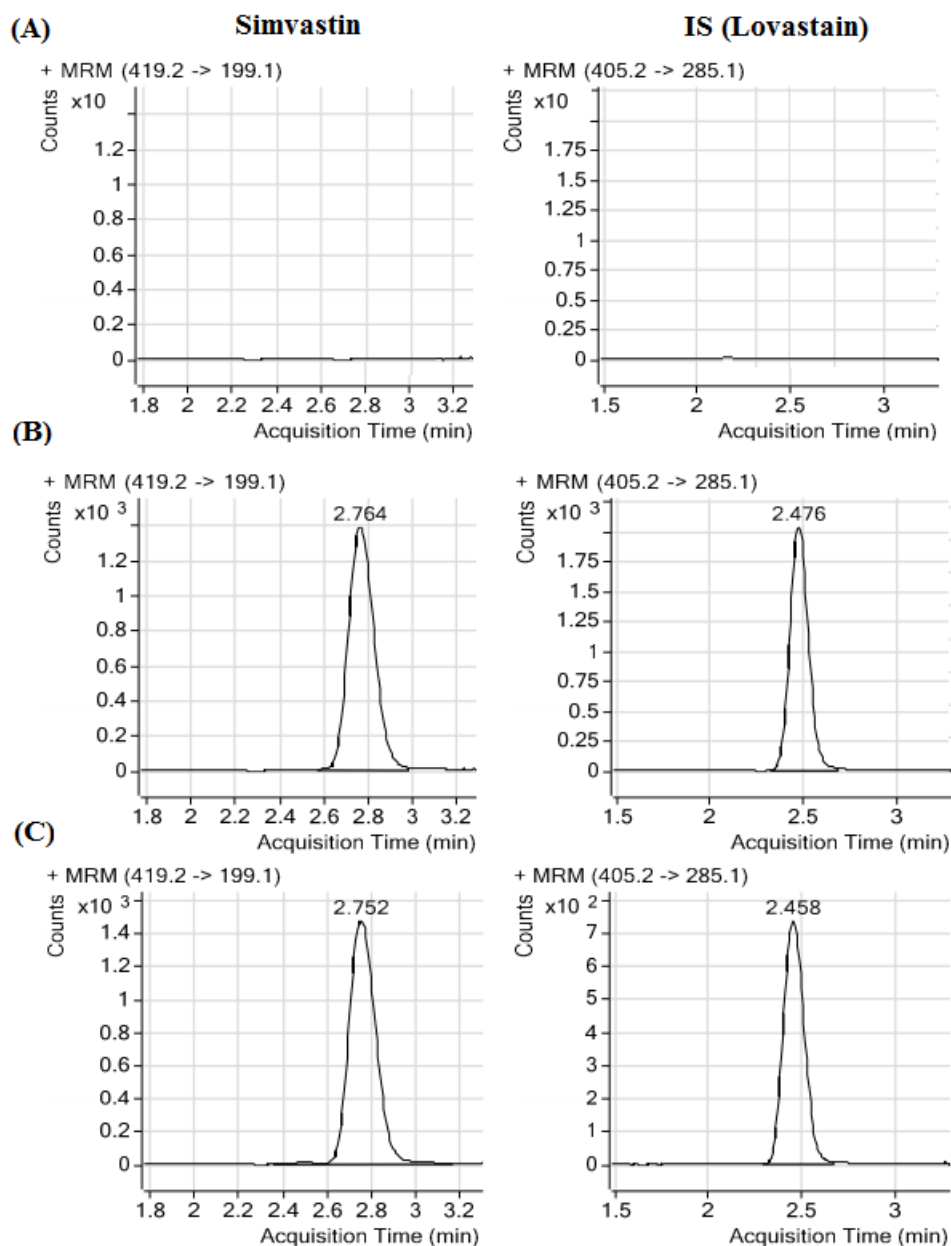 (A) Simvastin IS (Lovastain)
+ MRM (419.2 -> 199.1) + MRM (405.2 -> 285.1)
Counts x10 Counts x10
1.2 1.75
1 1.5
0.8 1.25
0.6 1
0.4 0.75
0.2 0.5
0 0.25
0
1.8 2 2.2 2.4 2.6 2.8 3 3.2 1.5 2 2.5 3
Acquisition Time (min) Acquisition Time (min)
(B)
+ MRM (419.2 -> 199.1) + MRM (405.2 -> 285.1)
Counts x10 3 Counts x10 3
2.764 2.476
1.2 1.75
1 1.5
0.8 1.25
0.6 1
0.4 0.75
0.2 0.5
0 0.25
0
1.8 2 2.2 2.4 2.6 2.8 3 3.2 1.5 2 2.5 3
Acquisition Time (min) Acquisition Time (min)
(C)
+ MRM (419.2 -> 199.1) + MRM (405.2 -> 285.1)
Counts x10 3 Counts x10 2
2.752 2.458
1.4 7
1.2 6
1 5
0.8 4
0.6 3
0.4 2
0.2 1
0 0
1.8 2 2.2 2.4 2.6 2.8 3 3.2 1.5 2 2.5 3
Acquisition Time (min) Acquisition Time (min)